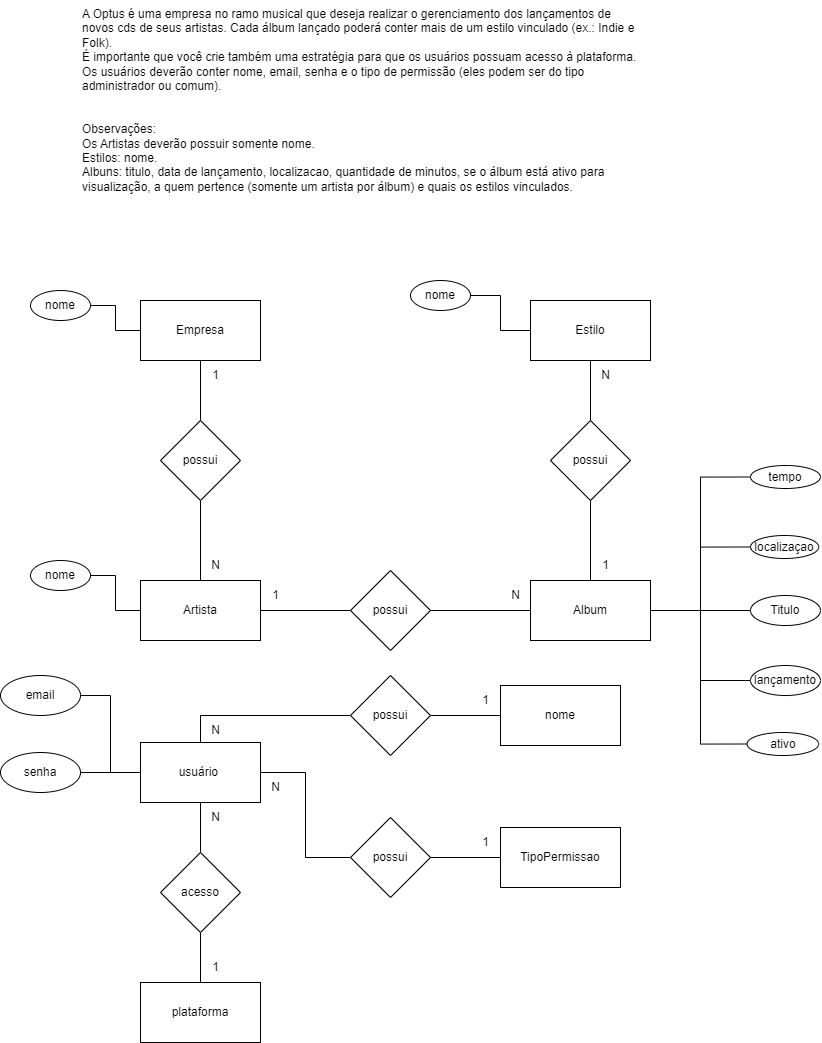 A Optus é uma empresa no ramo musical que deseja realizar o gerenciamento dos lançamentos de
novos cds de seus artistas. Cada álbum lançado poderá conter mais de um estilo vinculado (ex.: Indie e
Folk).
É importante que você crie também uma estratégia para que os usuários possuam acesso à plataforma.
Os usuários deverão conter nome, email, senha e o tipo de permissão (eles podem ser do tipo
administrador ou comum).
Observações:
Os Artistas deverão possuir somente nome.
Estilos: nome.
Albuns: titulo, data de lançamento, localizacao, quantidade de minutos, se o álbum está ativo para
visualização, a quem pertence (somente um artista por álbum) e quais os estilos vinculados.
nome
nome
Empresa
Estilo
1
N
possui
possui
tempo
localizaçao
N
1
nome
1
N
Artista
possui
Album
Titulo
lançamento
email
1
possui
nome
N
ativo
senha
usuário
N
N
1
possui
TipoPermissao
acesso
1
plataforma